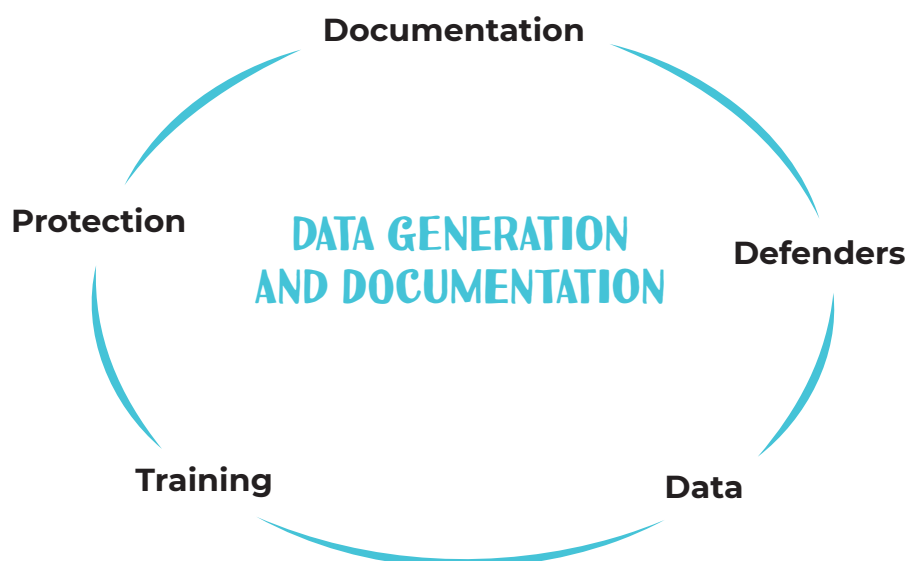 Documentation
Protection
DATA GENERATION
AND DOCUMENTATION
Defenders
Training
Data